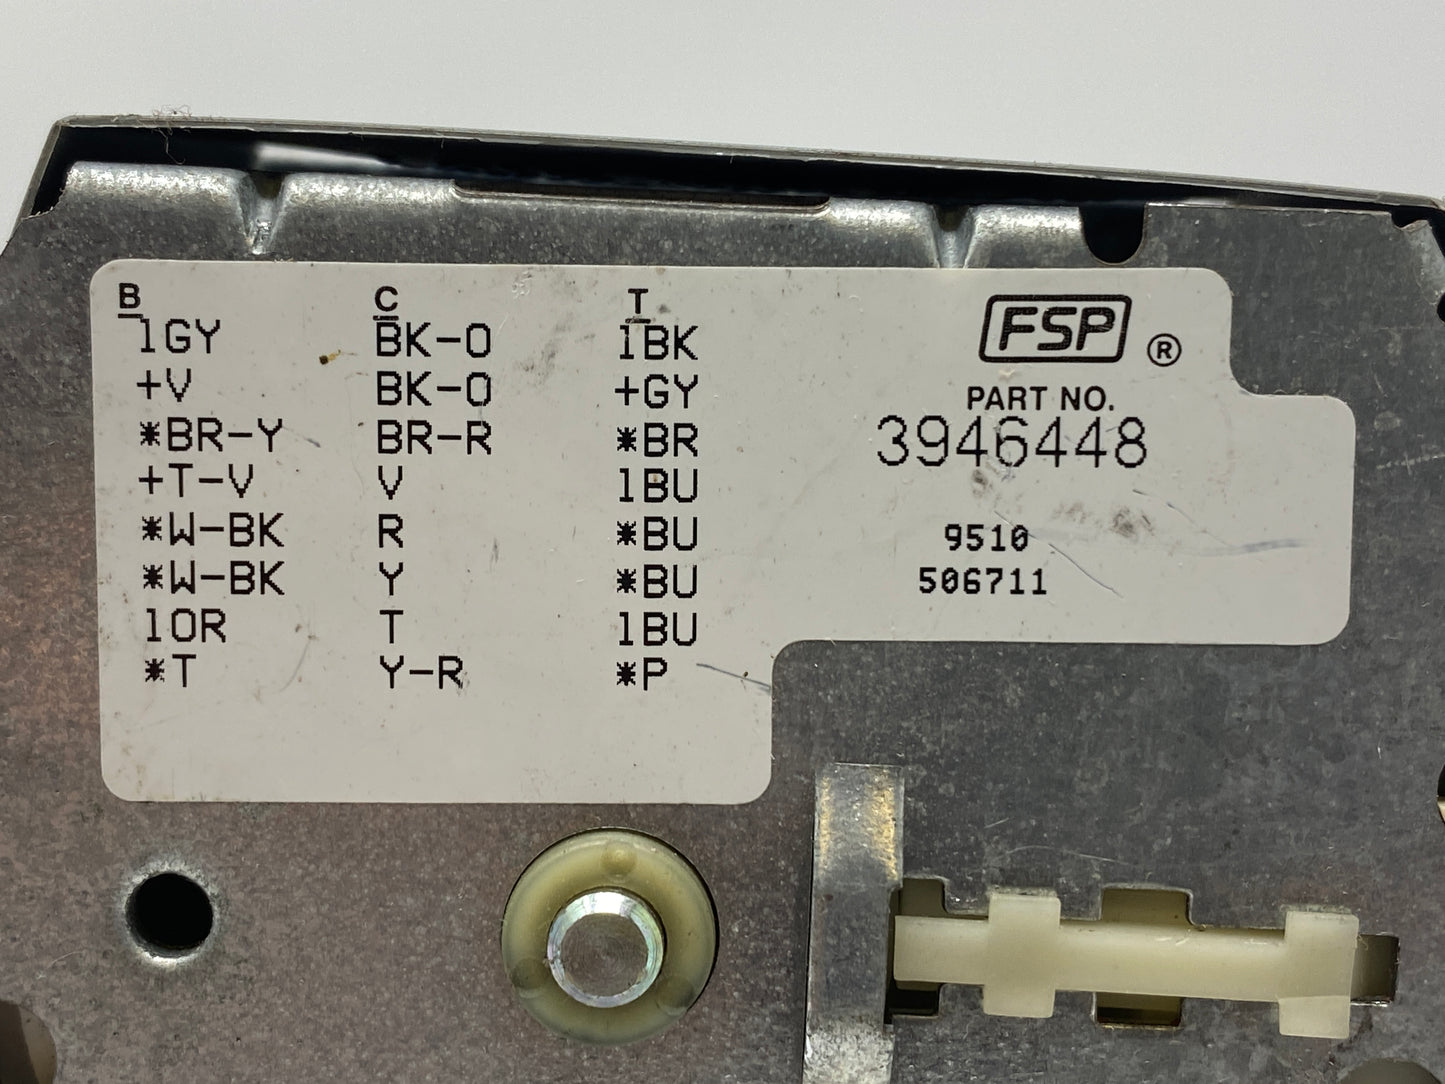 B C T
1GY BK-O 1BK
+V BK-O +GY
*BR-Y BR-R *BR
+T-V V 1BU
*W-BK R *BU
*W-BK Y *BU
1OR T 1BU
*T Y-R *P
FSP ®
PART NO.
3946448
9510
506711